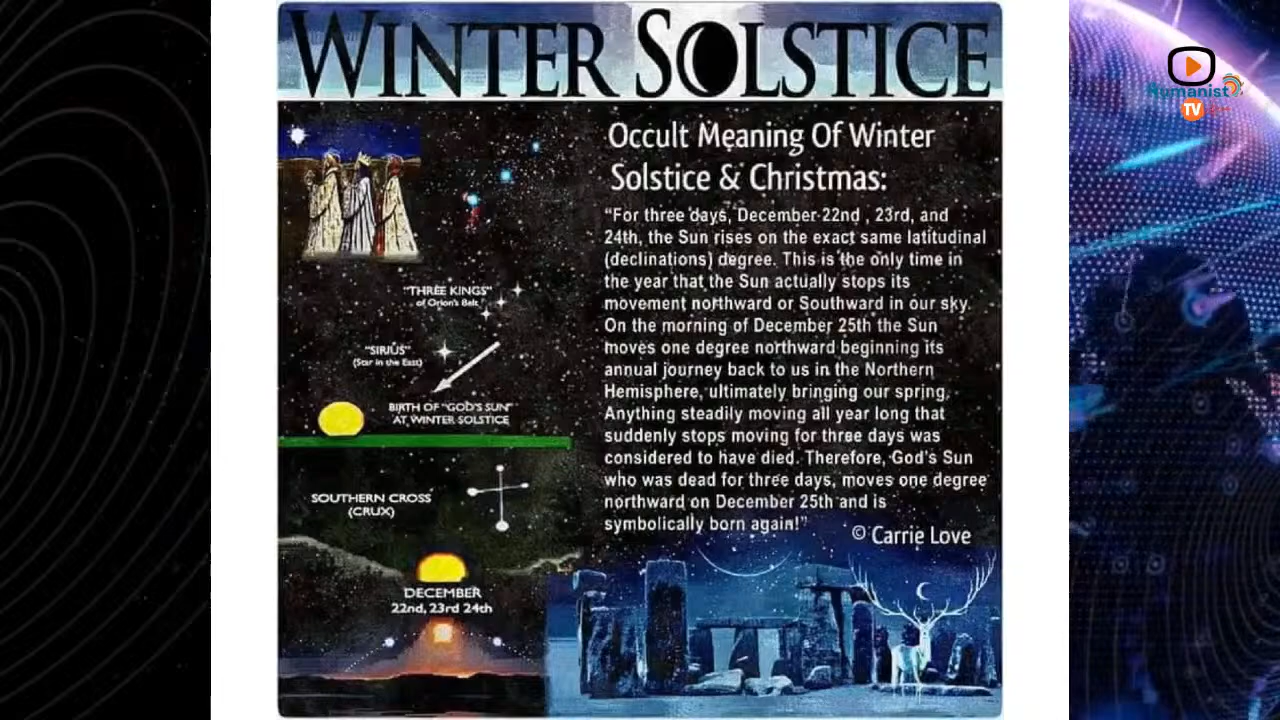 WINTER SOLSTICE
Occult Meaning Of Winter
Solstice & Christmas:
"For three days, December 22nd , 23rd, and
24th, the Sun rises on the exact same latitudinal
(declinations) degree. This is the only time in
the year that the Sun actually stops its
movement northward or Southward in our sky.
On the morning of December 25th the Sun
moves one degree northward beginning its
annual journey back to us in the Northern
Hemisphere, ultimately bringing our spring.
Anything steadily moving all year long that
suddenly stops moving for three days was
considered to have died. Therefore, God's Sun
who was dead for three days, moves one degree
northward on December 25th and is
symbolically born again!"
© Carrie Love
"THREE KINGS"
of Orion's Belt
"SIRIUS"
(Star in the East)
BIRTH OF "GOD'S SUN"
AT WINTER SOLSTICE
SOUTHERN CROSS
(CRUX)
DECEMBER
22nd, 23rd 24th
Humanist
TV